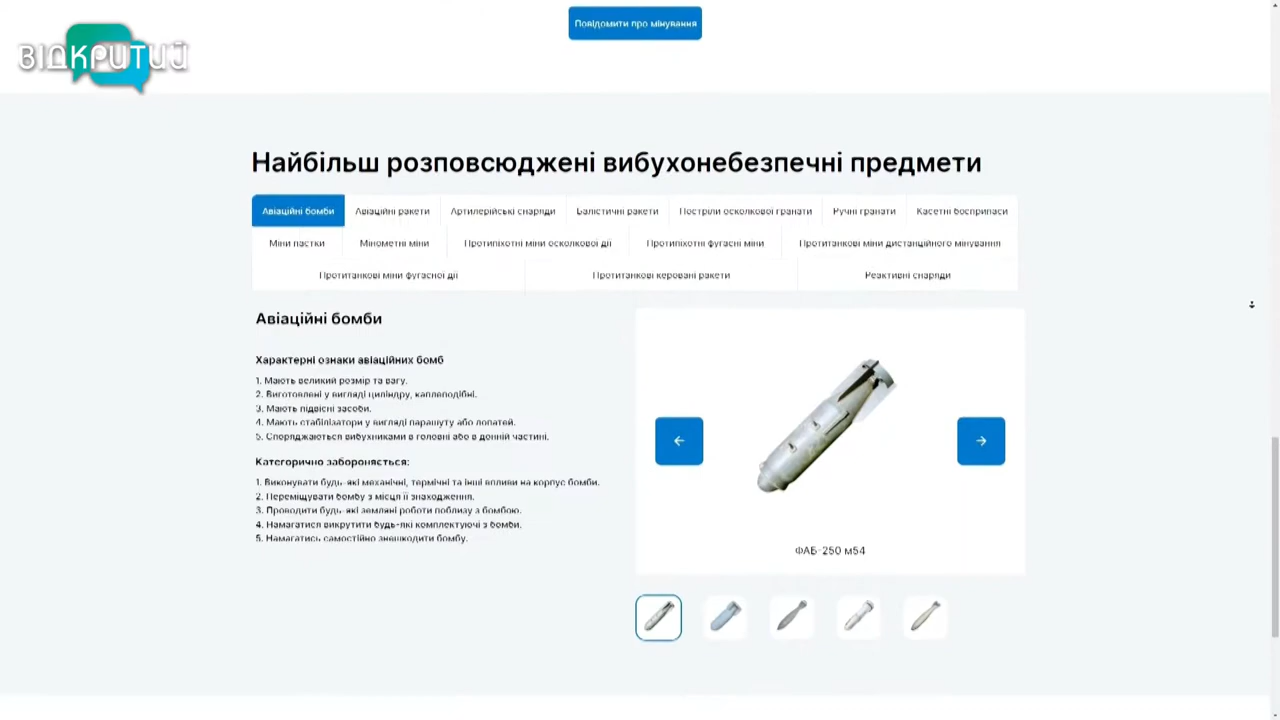 Повідомити про мінування
ВІДКРИТИЙ
Найбільш розповсюджені вибухонебезпечні предмети
Авіаційні бомби
Авіаційні ракети
Артилерійські снаряди
Балістичні ракети
Постріли осколкової гранати
Ручні гранати
Касетні боєприпаси
Міни пастки
Мінометні міни
Протипіхотні міни осколкової дії
Протипіхотні фугасні міни
Протитанкові міни дистанційного мінування
Протитанкові міни фугасної дії
Протитанкові керовані ракети
Реактивні снаряди
Авіаційні бомби
Характерні ознаки авіаційних бомб
1. Мають великий розмір та вагу.
2. Виготовлені у вигляді циліндру, каплеподібні.
3. Мають підвісні засоби.
4. Мають стабілізатори у вигляді парашуту або лопатей.
5. Споряджаються вибухниками в головні або в донній частині.
Категорично забороняється:
1. Виконувати будь-які механічні, термічні та інші впливи на корпус бомби.
2. Переміщувати бомбу з місця її знаходження.
3. Проводити будь-які земляні роботи поблизу з бомбою.
4. Намагатися викрутити будь-які комплектуючі з бомби.
5. Намагатись самостійно знешкодити бомбу.
ФАБ-250 м54